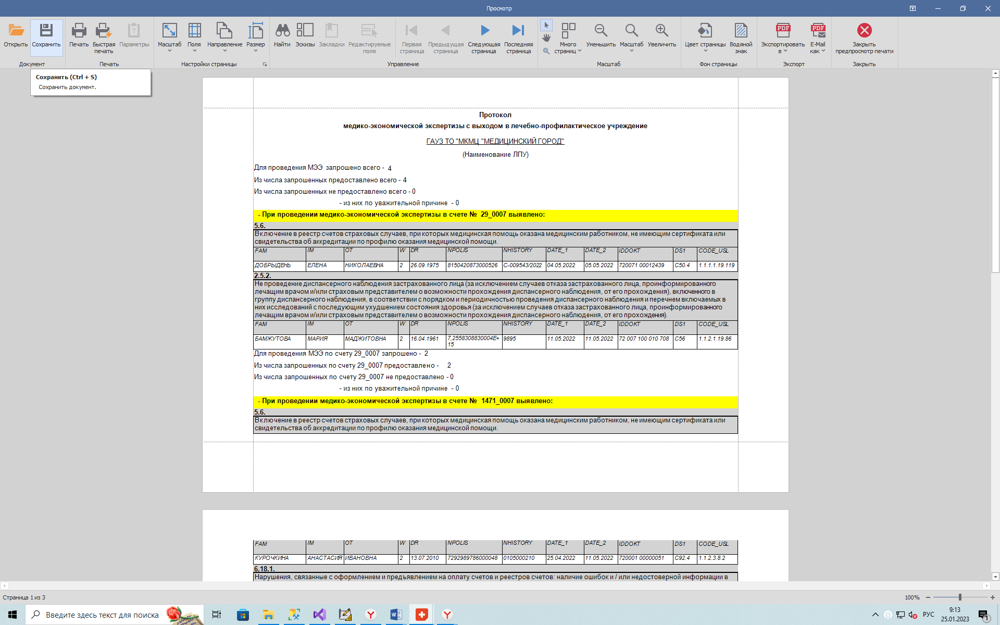 Просмотр
Открыть
Сохранить
Печать
Быстрая печать
Параметры
Масштаб
Поля
Направление
Размер
Найти
Эскизы
Закладки
Редактируемые поля
Первая страница
Предыдущая страница
Следующая страница
Последняя страница
Много страниц
Уменьшить
Масштаб
Увеличить
Цвет страницы
Водяной знак
PDF
Экспортировать в
PDF
E-Mail как
Закрыть предпросмотр печати
Документ
Печать
Настройки страницы
Управление
Масштаб
Фон страницы
Экспорт
Закрыть
Сохранить (Ctrl + S)
Сохранить документ.
Протокол
медико-экономической экспертизы с выходом в лечебно-профилактическое учреждение
ГАУЗ ТО "МКМЦ "МЕДИЦИНСКИЙ ГОРОД"
(Наименование ЛПУ)
Для проведения МЭЭ запрошено всего - 4
Из числа запрошенных предоставлено всего - 4
Из числа запрошенных не предоставлено всего - 0
- из них по уважительной причине - 0
- При проведении медико-экономической экспертизы в счете № 29_0007 выявлено:
5.6.
Включение в реестр счетов страховых случаев, при которых медицинская помощь оказана медицинским работником, не имеющим сертификата или
свидетельства об аккредитации по профилю оказания медицинской помощи.
FAM IM OT W DR NPOLIS NHISTORY DATE_1 DATE_2 IDDOKT DS1 CODE_USL
ДОБРЫДЕНЬ ЕЛЕНА НИКОЛАЕВНА 2 26.09.1975 8150420873000526 С-009543/2022 04.05.2022 05.05.2022 720071 00012439 C50.4 1.1.1.1.19.119
2.5.2.
Не проведение диспансерного наблюдения застрахованного лица (за исключением случаев отказа застрахованного лица, проинформированного
лечащим врачом и/или страховым представителем о возможности прохождения диспансерного наблюдения, от его прохождения), включенного в
группу диспансерного наблюдения, в соответствии с порядком и периодичностью проведения диспансерного наблюдения и перечнем включаемых в
них исследований с последующим ухудшением состояния здоровья (за исключением случаев отказа застрахованного лица, проинформированного
лечащим врачом и/или страховым представителем о возможности прохождения диспансерного наблюдения, от его прохождения).
FAM IM OT W DR NPOLIS NHISTORY DATE_1 DATE_2 IDDOKT DS1 CODE_USL
БАМЖУТОВА МАРИЯ МАДЖИТОВНА 2 16.04.1961 7,2558308830004E+15 9895 11.05.2022 11.05.2022 72 007 100 010 708 C56 1.1.2.1.19.86
Для проведения МЭЭ по счету 29_0007 запрошено - 2
Из числа запрошенных по счету 29_0007 предоставлено - 2
Из числа запрошенных по счету 29_0007 не предоставлено - 0
- из них по уважительной причине - 0
- При проведении медико-экономической экспертизы в счете № 1471_0007 выявлено:
5.6.
Включение в реестр счетов страховых случаев, при которых медицинская помощь оказана медицинским работником, не имеющим сертификата или
свидетельства об аккредитации по профилю оказания медицинской помощи.
FAM IM OT W DR NPOLIS NHISTORY DATE_1 DATE_2 IDDOKT DS1 CODE_USL
КУРОЧКИНА АНАСТАСИЯ ИВАНОВНА 2 13.07.2010 7292989786000048 0105000210 25.04.2022 11.05.2022 720001 00000051 C92.4 1.1.2.3.8.2
6.18.1.
Нарушения, связанные с оформлением и предъявлением на оплату счетов и реестров счетов: наличие ошибок и / или недостоверной информации в
Страница 1 из 3
100%
Введите здесь текст для поиска
РУС
9:13
25.01.2023
1